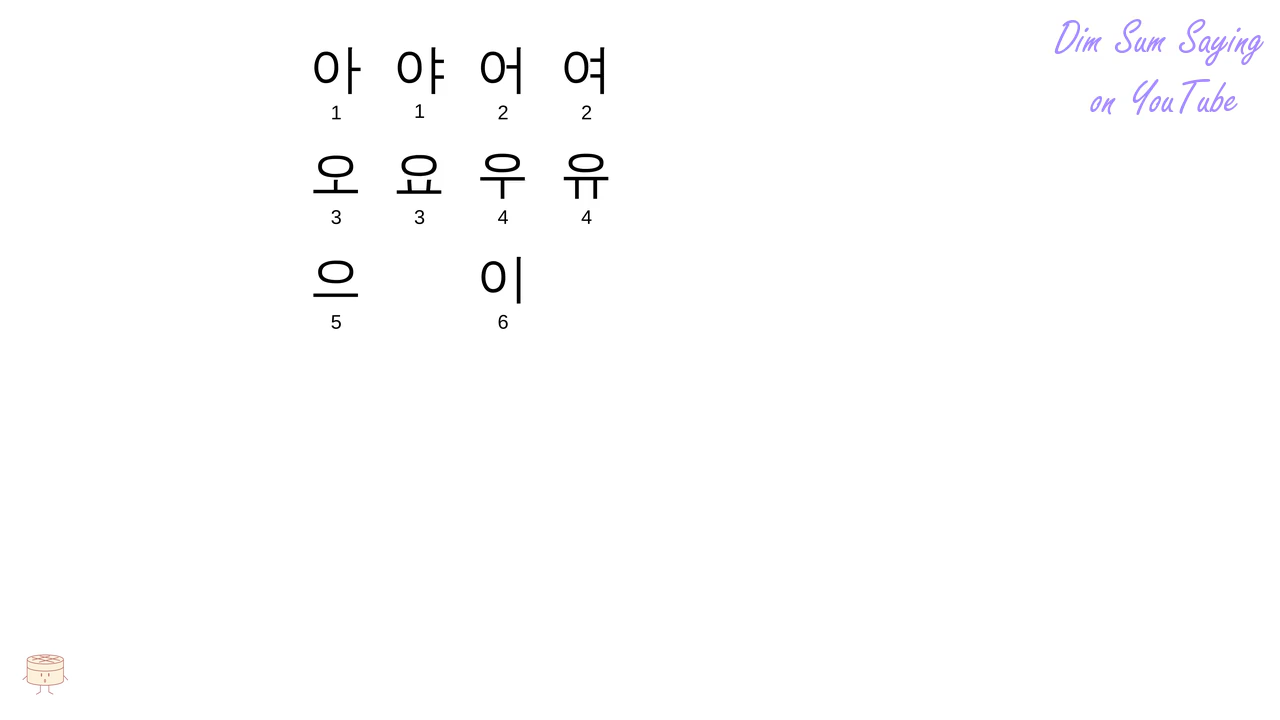 아 야 어 여
1 1 2 2
오 요 우 유
3 3 4 4
으 이
5 6
Dim Sum Saying
on YouTube